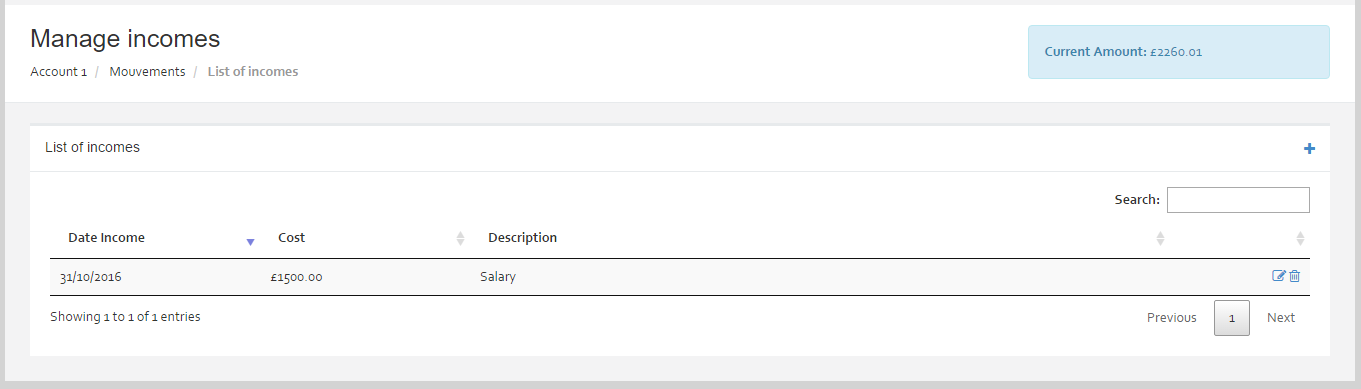 Manage incomes
Current Amount: £2260.01
Account 1 / Mouvements / List of incomes
List of incomes
Search:
Date Income Cost Description
31/10/2016 £1500.00 Salary
Showing 1 to 1 of 1 entries Previous 1 Next